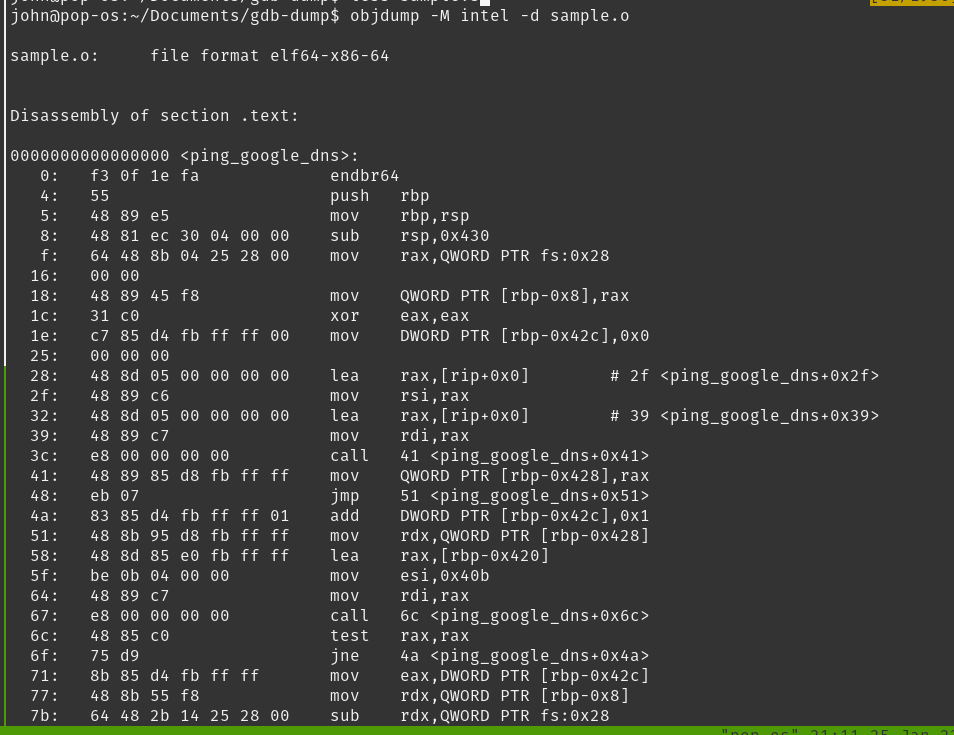 john@pop-os:~/Documents/gdb-dump$ objdump -M intel -d sample.o
sample.o:     file format elf64-x86-64
Disassembly of section .text:
0000000000000000 <ping_google_dns>:
   0:   f3 0f 1e fa             endbr64
   4:   55                      push   rbp
   5:   48 89 e5                mov    rbp,rsp
   8:   48 81 ec 30 04 00 00    sub    rsp,0x430
   f:   64 48 8b 04 25 28 00    mov    rax,QWORD PTR fs:0x28
  16:   00 00
  18:   48 89 45 f8             mov    QWORD PTR [rbp-0x8],rax
  1c:   31 c0                   xor    eax,eax
  1e:   c7 85 d4 fb ff ff 00    mov    DWORD PTR [rbp-0x42c],0x0
  25:   00 00 00
  28:   48 8d 05 00 00 00 00    lea    rax,[rip+0x0]        # 2f <ping_google_dns+0x2f>
  2f:   48 89 c6                mov    rsi,rax
  32:   48 8d 05 00 00 00 00    lea    rax,[rip+0x0]        # 39 <ping_google_dns+0x39>
  39:   48 89 c7                mov    rdi,rax
  3c:   e8 00 00 00 00          call   41 <ping_google_dns+0x41>
  41:   48 89 85 d8 fb ff ff    mov    QWORD PTR [rbp-0x428],rax
  48:   eb 07                   jmp    51 <ping_google_dns+0x51>
  4a:   83 85 d4 fb ff ff 01    add    DWORD PTR [rbp-0x42c],0x1
  51:   48 8b 95 d8 fb ff ff    mov    rdx,QWORD PTR [rbp-0x428]
  58:   48 8d 85 e0 fb ff ff    lea    rax,[rbp-0x420]
  5f:   be 0b 04 00 00          mov    esi,0x40b
  64:   48 89 c7                mov    rdi,rax
  67:   e8 00 00 00 00          call   6c <ping_google_dns+0x6c>
  6c:   48 85 c0                test   rax,rax
  6f:   75 d9                   jne    4a <ping_google_dns+0x4a>
  71:   8b 85 d4 fb ff ff       mov    eax,DWORD PTR [rbp-0x42c]
  77:   48 8b 55 f8             mov    rdx,QWORD PTR [rbp-0x8]
  7b:   64 48 2b 14 25 28 00    sub    rdx,QWORD PTR fs:0x28